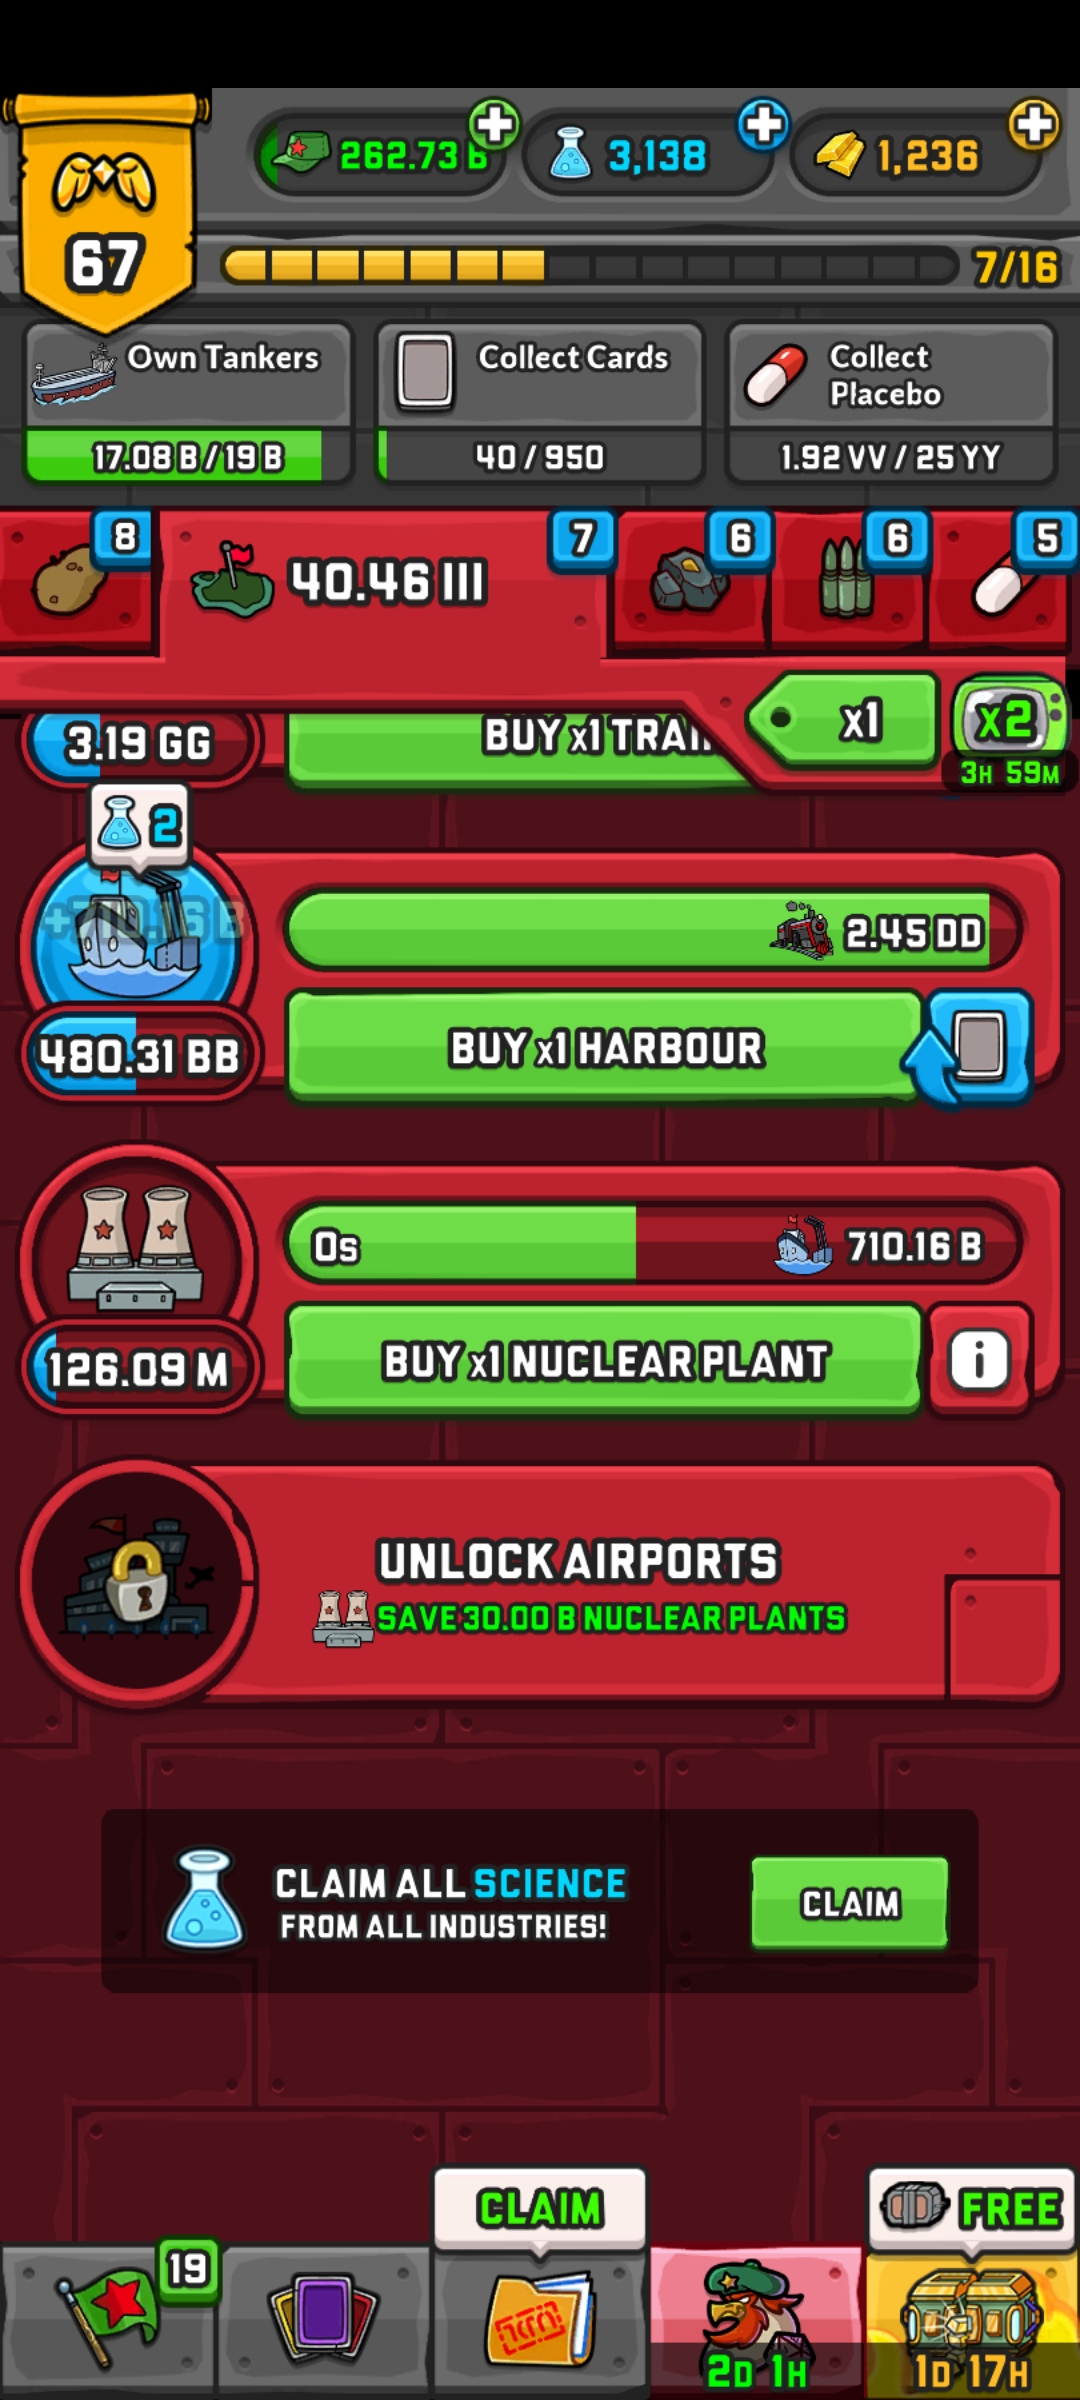 67
262.73 B
3,138
1,236
7/16
Own Tankers
17.08 B / 19 B
Collect Cards
40 / 950
Collect
Placebo
1.92 VV / 25 YY
8
40.46 III
7
6
6
5
3.19 GG
BUY x1
x1
x2
3H 59M
2
+710.16 B
2.45 DD
480.31 BB
BUY x1 HARBOUR
0s
710.16 B
126.09 M
BUY x1 NUCLEAR PLANT
i
UNLOCK AIRPORTS
SAVE 30.00 B NUCLEAR PLANTS
CLAIM ALL SCIENCE
FROM ALL INDUSTRIES!
CLAIM
CLAIM
FREE
19
2D 1H
1D 17H